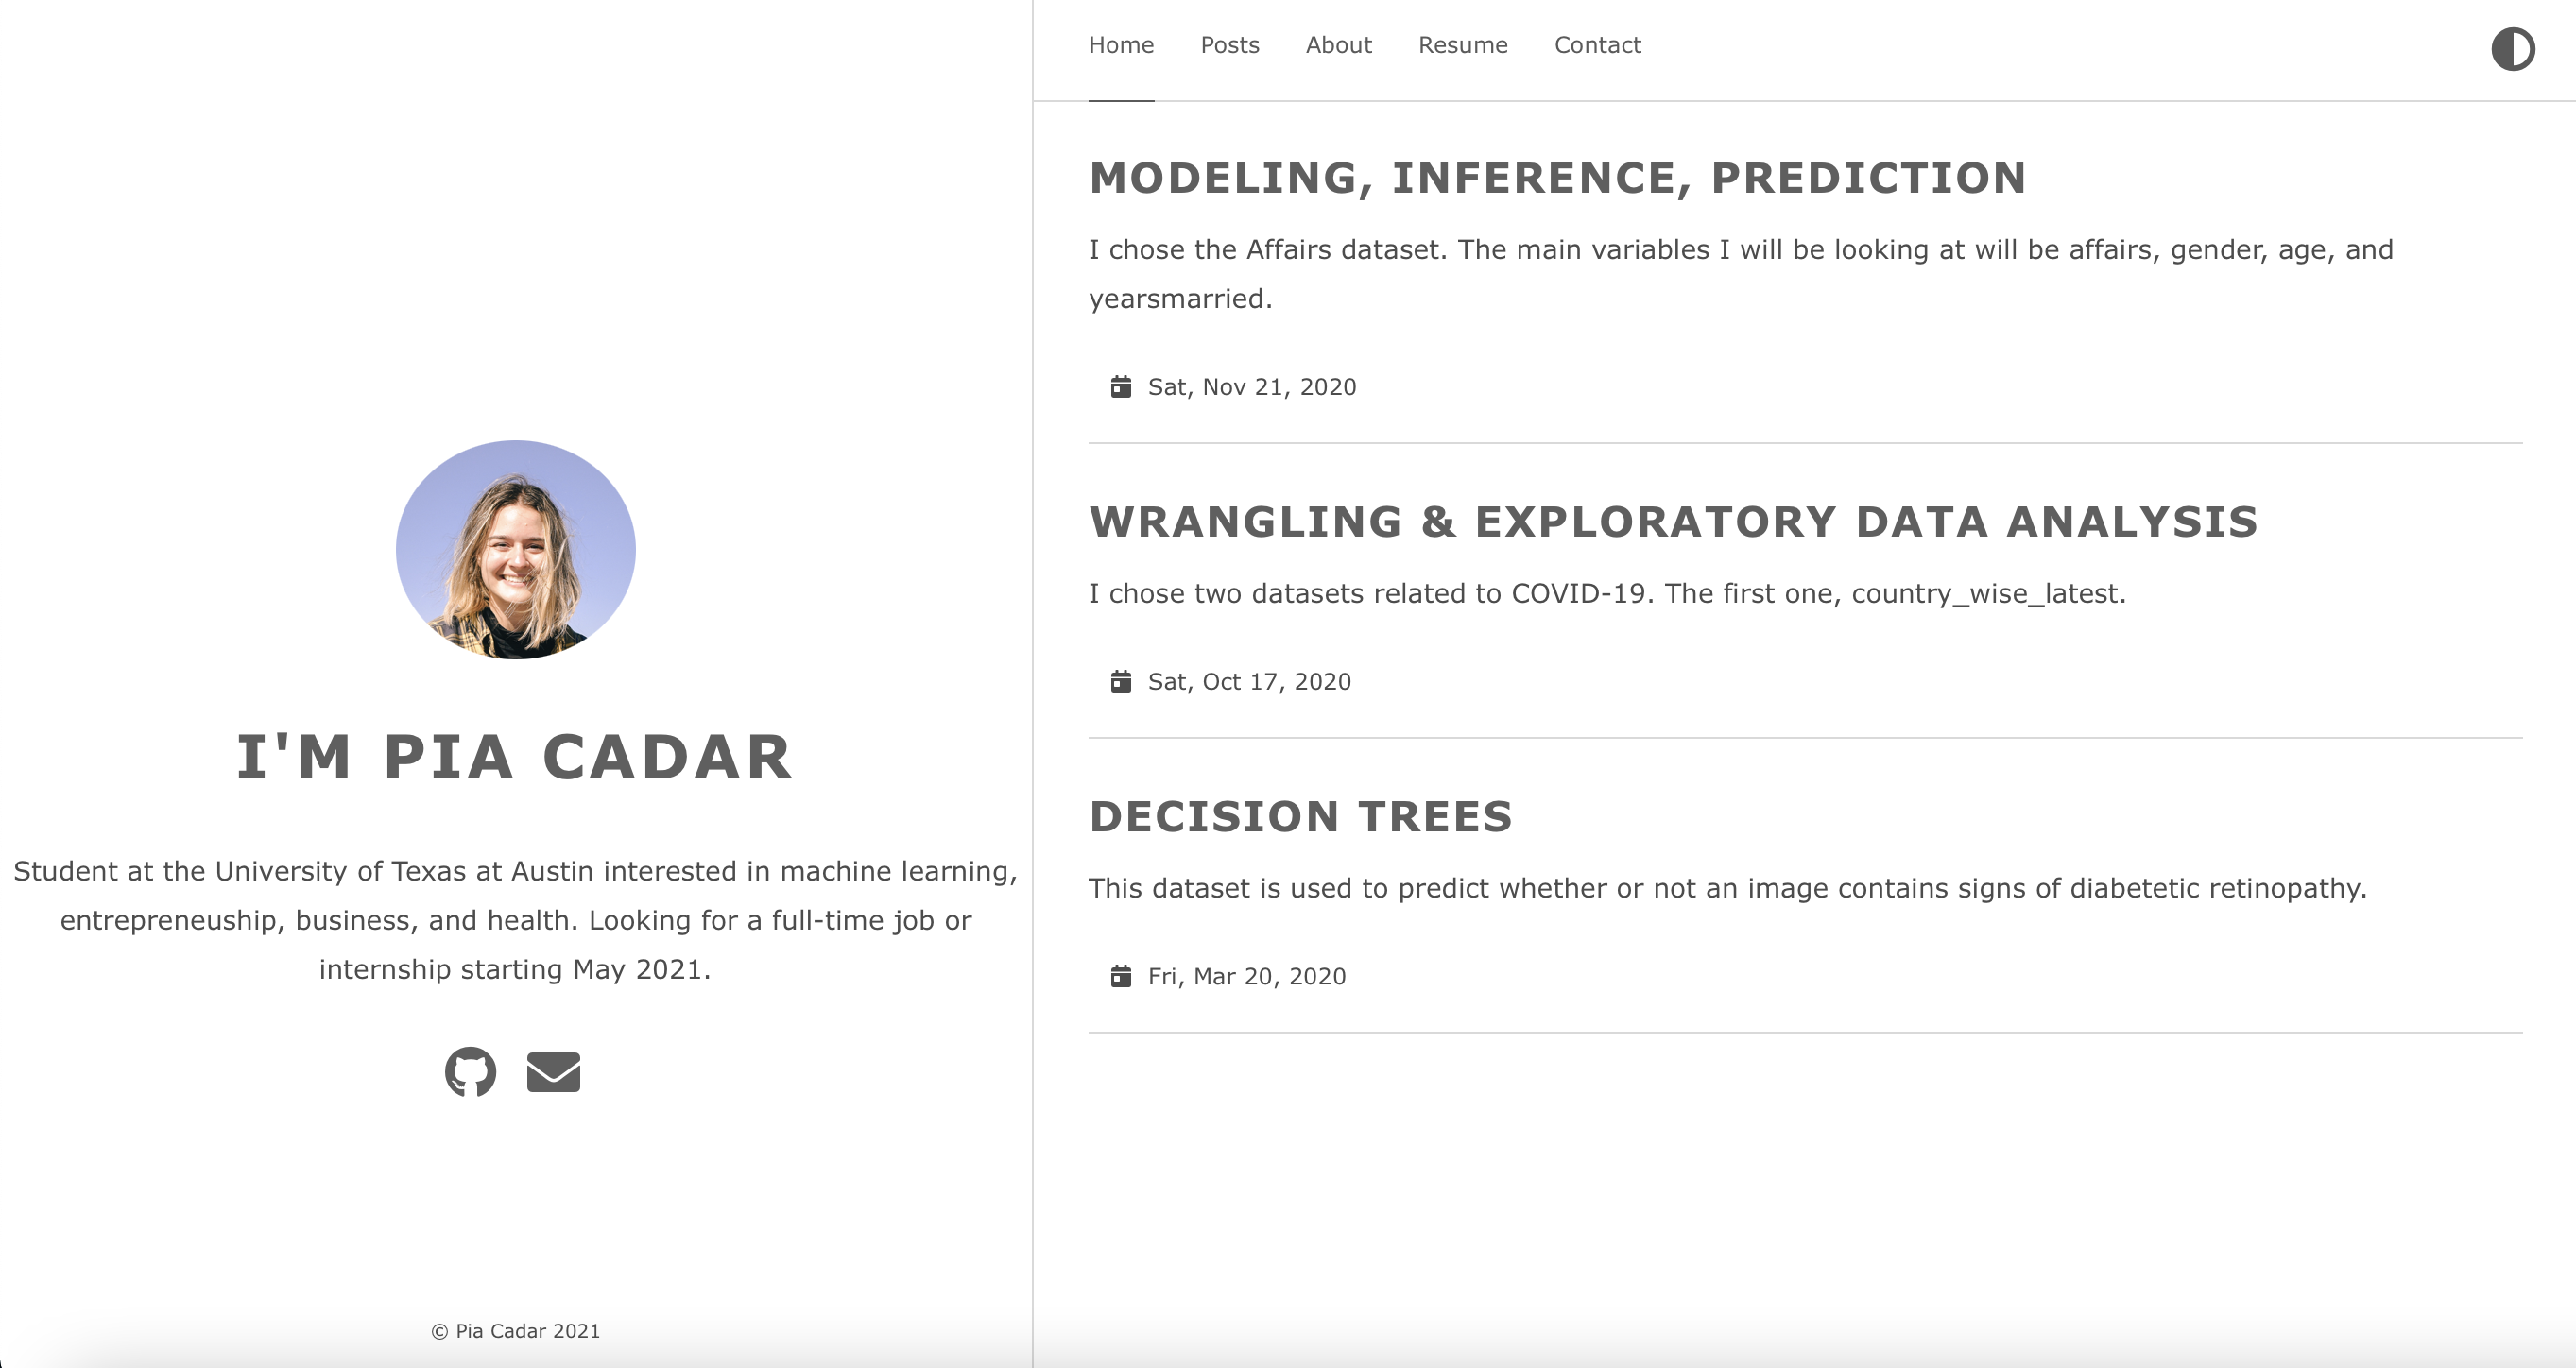 Home Posts About Resume Contact
I'M PIA CADAR
Student at the University of Texas at Austin interested in machine learning,
entrepreneuship, business, and health. Looking for a full-time job or
internship starting May 2021.
© Pia Cadar 2021
MODELING, INFERENCE, PREDICTION
I chose the Affairs dataset. The main variables I will be looking at will be affairs, gender, age, and
yearsmarried.
Sat, Nov 21, 2020
WRANGLING & EXPLORATORY DATA ANALYSIS
I chose two datasets related to COVID-19. The first one, country_wise_latest.
Sat, Oct 17, 2020
DECISION TREES
This dataset is used to predict whether or not an image contains signs of diabetetic retinopathy.
Fri, Mar 20, 2020